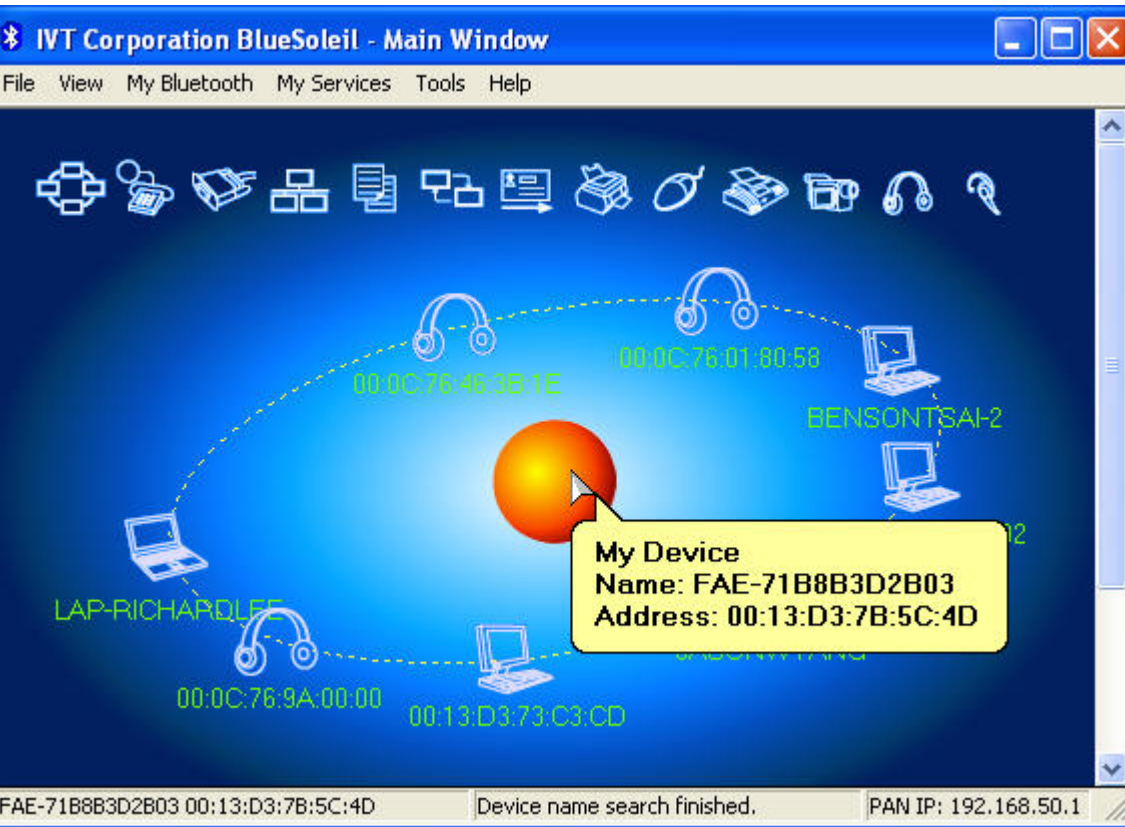 IVT Corporation BlueSoleil - Main Window
File View My Bluetooth My Services Tools Help
00:0C:76:01:80:58
00:0C:76:46:3B:1E
BENSONTSAI-2
My Device
Name: FAE-71B8B3D2B03
Address: 00:13:D3:7B:5C:4D
LAP-RICHARDLEE
00:0C:76:9A:00:00
00:13:D3:73:C3:CD
FAE-71B8B3D2B03 00:13:D3:7B:5C:4D Device name search finished. PAN IP: 192.168.50.1